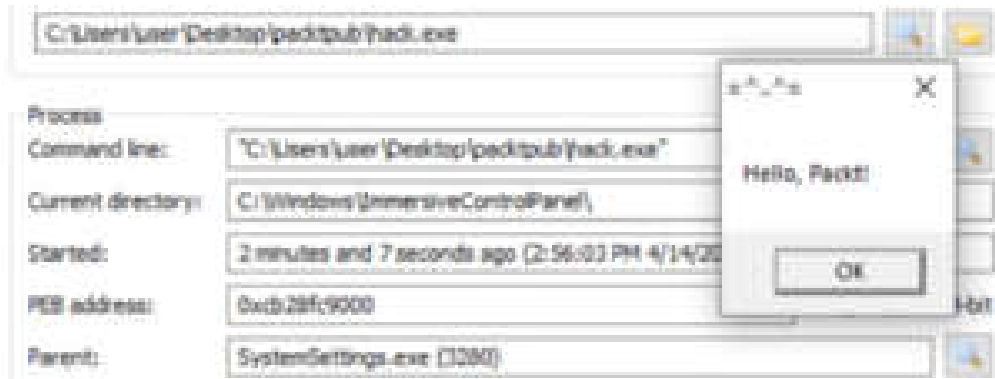 C:\Users\user\Desktop\packtpub\hack.exe
=^..^=
Process
Command line: "C:\Users\user\Desktop\packtpub\hack.exe"
Hello, Packt!
Current directory: C:\Windows\ImmersiveControlPanel\
Started: 2 minutes and 7 seconds ago (2:56:03 PM 4/14/20
OK
PEB address: 0xcb28fc9000
-bit
Parent: SystemSettings.exe (3280)